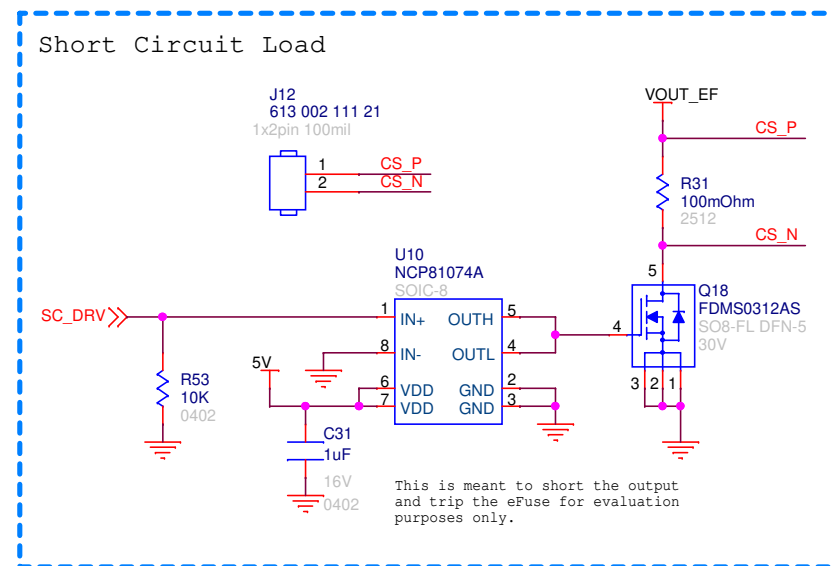 Short Circuit Load
J12
613 002 111 21
1x2pin 100mil
1 CS_P
2 CS_N
VOUT_EF
CS_P
R31
100mOhm
2512
CS_N
5
Q18
FDMS0312AS
SO8-FL DFN-5
30V
4
3 2 1
U10
NCP81074A
SOIC-8
SC_DRV
1 IN+ OUTH 5
8 IN- OUTL 4
6 VDD GND 2
7 VDD GND 3
5V
R53
10K
0402
C31
1uF
16V
0402
This is meant to short the output
and trip the eFuse for evaluation
purposes only.